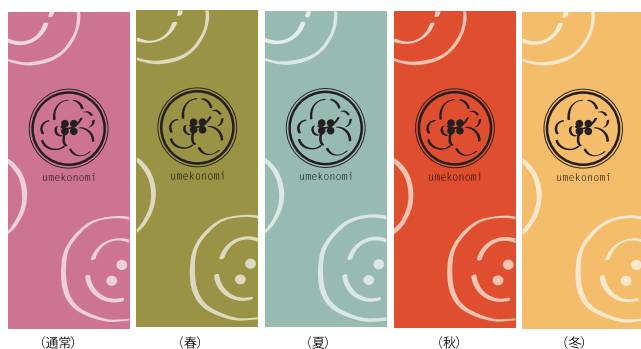 umekonomi
umekonomi
umekonomi
umekonomi
umekonomi
（通常）
（春）
（夏）
（秋）
（冬）